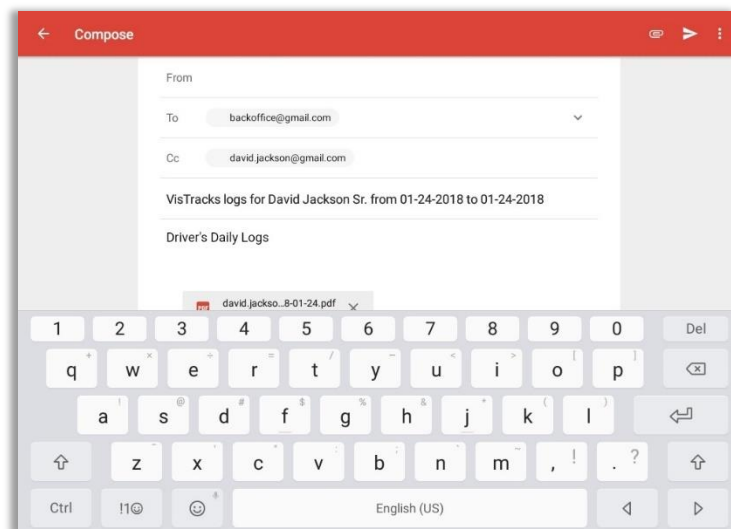 Compose
From
To backoffice@gmail.com
Cc david.jackson@gmail.com
VisTracks logs for David Jackson Sr. from 01-24-2018 to 01-24-2018
Driver's Daily Logs
PDF david.jackso...8-01-24.pdf
1 2 3 4 5 6 7 8 9 0 Del
+ × ÷ = / _ < > [ ]
q w e r t y u i o p
! @ # $ % & * ( )
a s d f g h j k l
z x c v b n m , ! . ?
Ctrl !1☺ English (US)